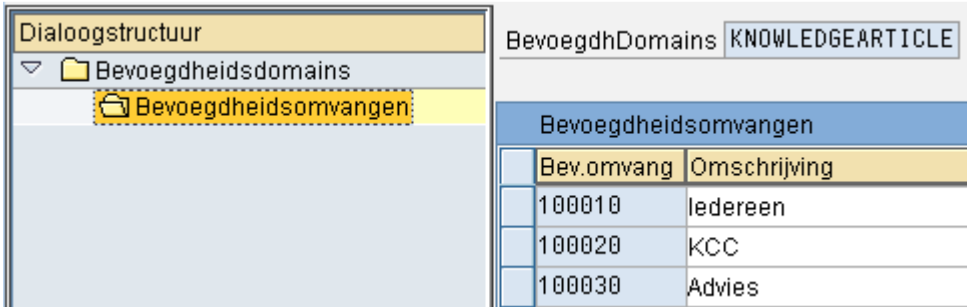 Dialoogstructuur
Bevoegdheidsdomains
Bevoegdheidsomvangen
BevoegdhDomains KNOWLEDGEARTICLE
Bevoegdheidsomvangen
Bev.omvang Omschrijving
100010 Iedereen
100020 KCC
100030 Advies